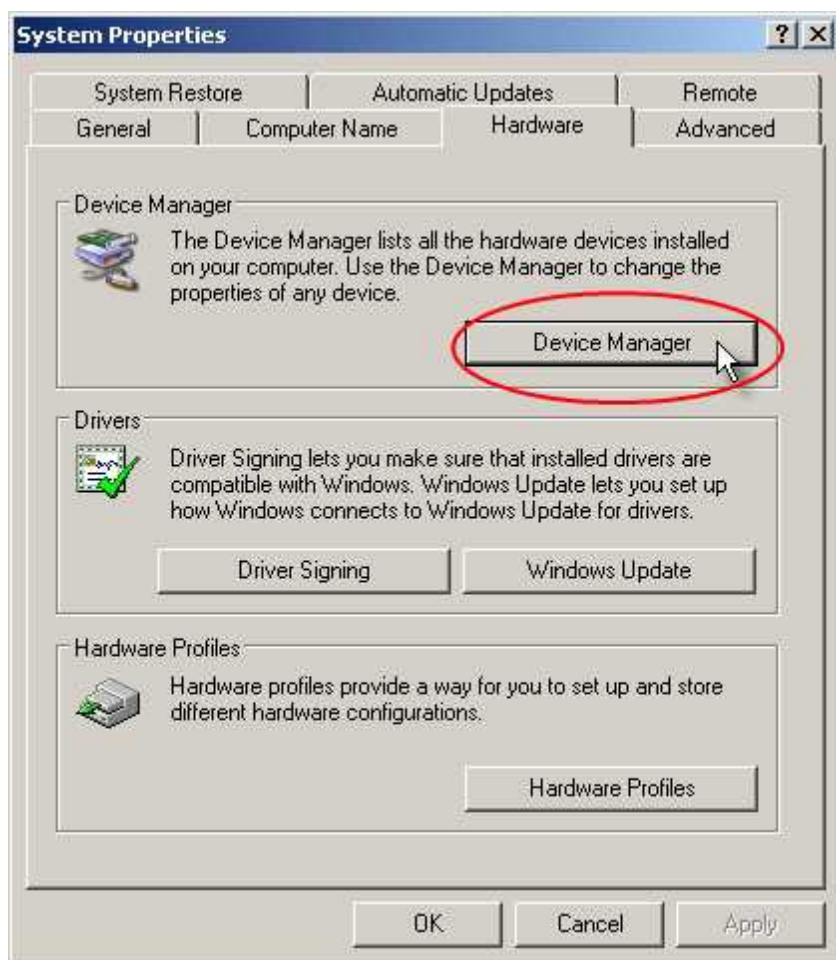 System Properties
System Restore Automatic Updates Remote
General Computer Name Hardware Advanced
Device Manager
The Device Manager lists all the hardware devices installed
on your computer. Use the Device Manager to change the
properties of any device.
Device Manager
Drivers
Driver Signing lets you make sure that installed drivers are
compatible with Windows. Windows Update lets you set up
how Windows connects to Windows Update for drivers.
Driver Signing Windows Update
Hardware Profiles
Hardware profiles provide a way for you to set up and store
different hardware configurations.
Hardware Profiles
OK Cancel Apply